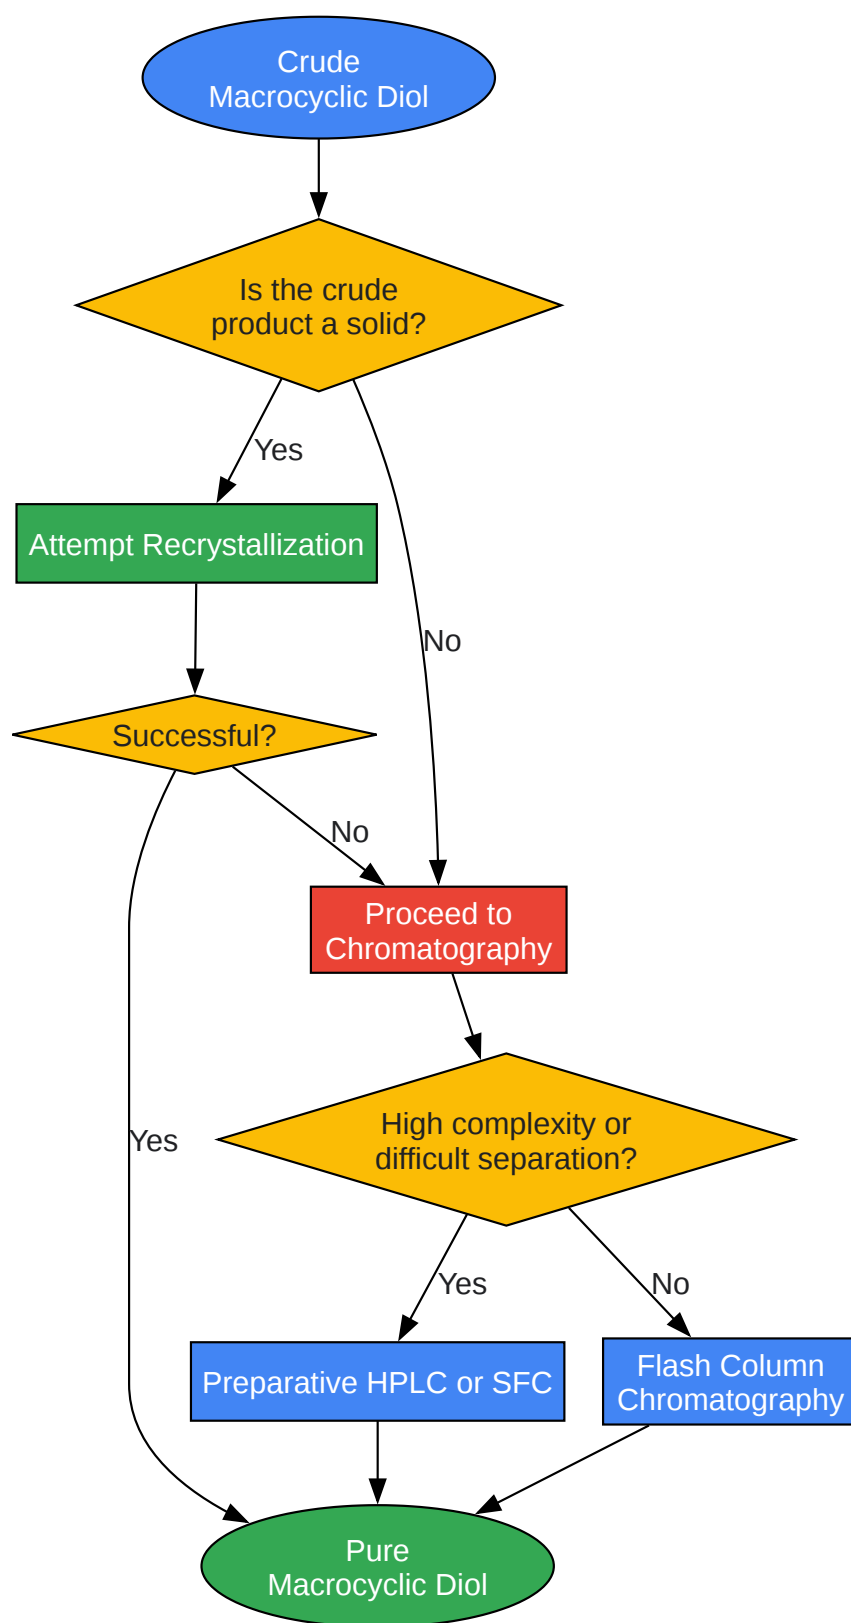 Crude
Macrocyclic Diol
Is the crude
product a solid?
Yes
Attempt Recrystallization
No
Successful?
No
Proceed to
Chromatography
High complexity or
difficult separation?
Yes
Yes
No
Preparative HPLC or SFC
Flash Column
Chromatography
Pure
Macrocyclic Diol